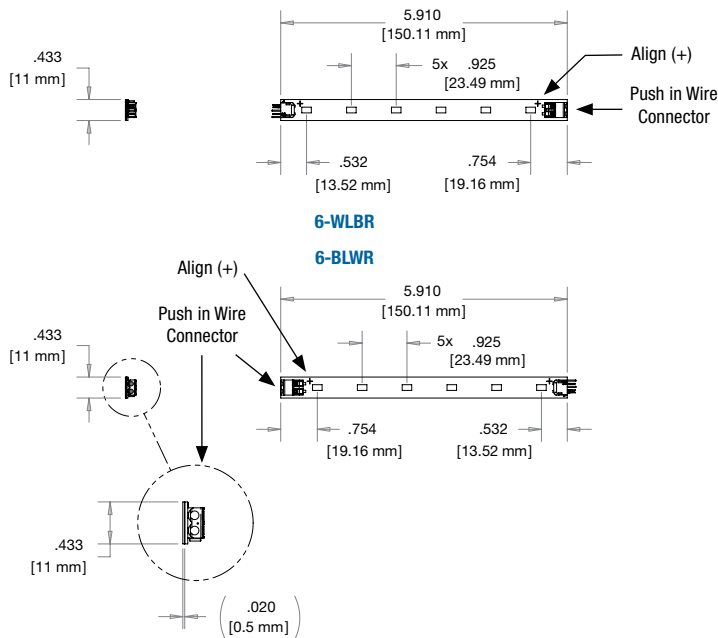 5.910
[150.11 mm]
.433
[11 mm]
5x .925
[23.49 mm]
Align (+)
Push in Wire
Connector
+
+
.532
[13.52 mm]
.754
[19.16 mm]
6-WLBR
6-BLWR
Align (+)
5.910
[150.11 mm]
Push in Wire
Connector
.433
[11 mm]
5x .925
[23.49 mm]
+
+
.754
[19.16 mm]
.532
[13.52 mm]
.433
[11 mm]
( .020
[0.5 mm] )